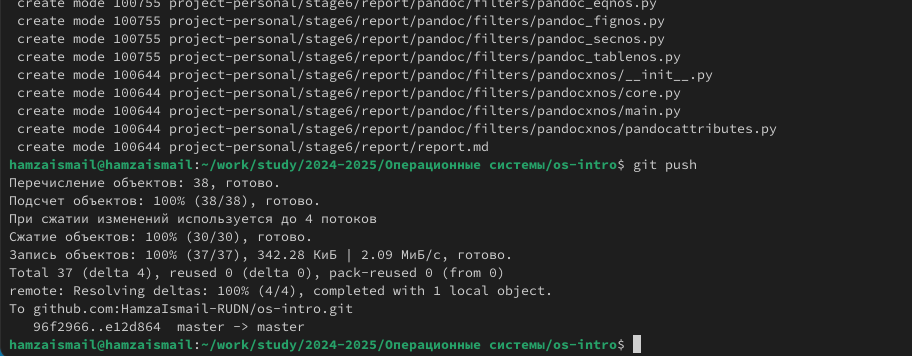 create mode 100755 project-personal/stage6/report/pandoc/filters/pandoc_eqnos.py
create mode 100755 project-personal/stage6/report/pandoc/filters/pandoc_fignos.py
create mode 100755 project-personal/stage6/report/pandoc/filters/pandoc_secnos.py
create mode 100755 project-personal/stage6/report/pandoc/filters/pandoc_tablenos.py
create mode 100644 project-personal/stage6/report/pandoc/filters/pandocxnos/__init__.py
create mode 100644 project-personal/stage6/report/pandoc/filters/pandocxnos/core.py
create mode 100644 project-personal/stage6/report/pandoc/filters/pandocxnos/main.py
create mode 100644 project-personal/stage6/report/pandoc/filters/pandocxnos/pandocattributes.py
create mode 100644 project-personal/stage6/report/report.md
hamzaismail@hamzaismail:~/work/study/2024-2025/Операционные системы/os-intro$ git push
Перечисление объектов: 38, готово.
Подсчет объектов: 100% (38/38), готово.
При сжатии изменений используется до 4 потоков
Сжатие объектов: 100% (30/30), готово.
Запись объектов: 100% (37/37), 342.28 КиБ | 2.09 МиБ/с, готово.
Total 37 (delta 4), reused 0 (delta 0), pack-reused 0 (from 0)
remote: Resolving deltas: 100% (4/4), completed with 1 local object.
To github.com:HamzaIsmail-RUDN/os-intro.git
96f2966..e12d864  master -> master
hamzaismail@hamzaismail:~/work/study/2024-2025/Операционные системы/os-intro$